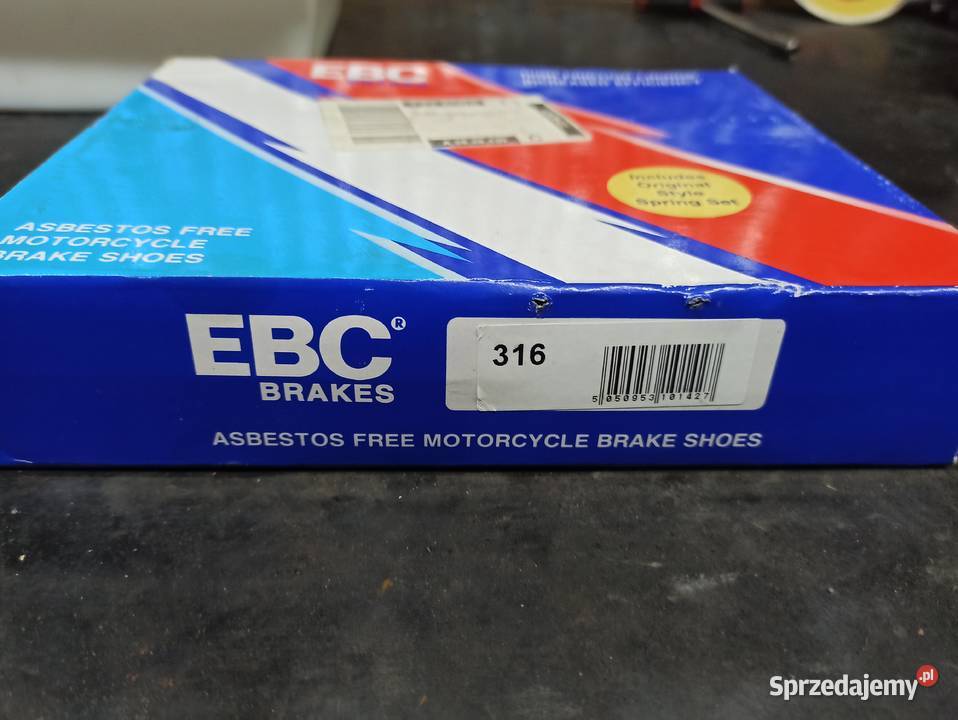 EBC
ASBESTOS FREE
MOTORCYCLE
BRAKE SHOES
Includes
Original
Style
Spring Set
EBC®
BRAKES
316
5 050953 101427
ASBESTOS FREE MOTORCYCLE BRAKE SHOES
Sprzedajemy.pl